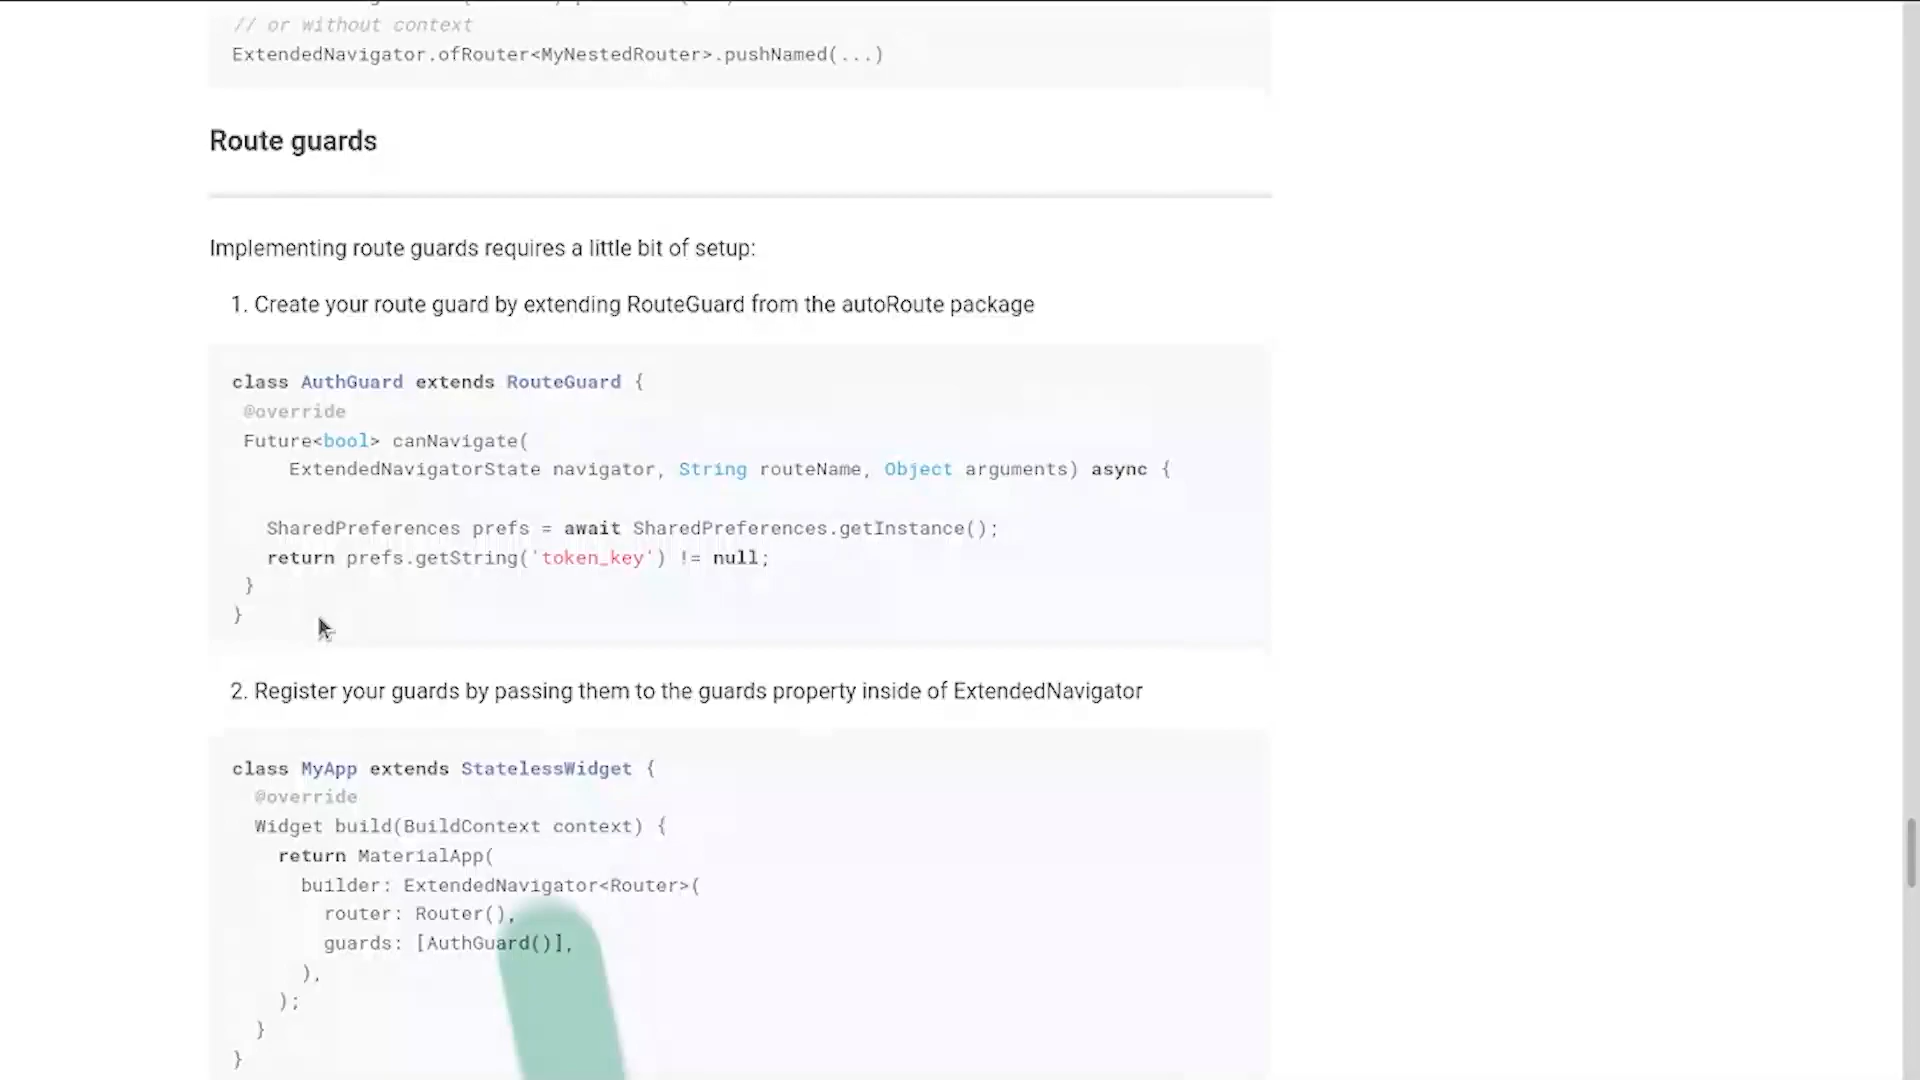 // or without context
ExtendedNavigator.ofRouter<MyNestedRouter>.pushNamed(...)
Route guards
Implementing route guards requires a little bit of setup:
1. Create your route guard by extending RouteGuard from the autoRoute package
class AuthGuard extends RouteGuard {
@override
Future<bool> canNavigate(
ExtendedNavigatorState navigator, String routeName, Object arguments) async {
SharedPreferences prefs = await SharedPreferences.getInstance();
return prefs.getString('token_key') != null;
}
}
2. Register your guards by passing them to the guards property inside of ExtendedNavigator
class MyApp extends StatelessWidget {
@override
Widget build(BuildContext context) {
return MaterialApp(
builder: ExtendedNavigator<Router>(
router: Router(),
guards: [AuthGuard()],
),
);
}
}